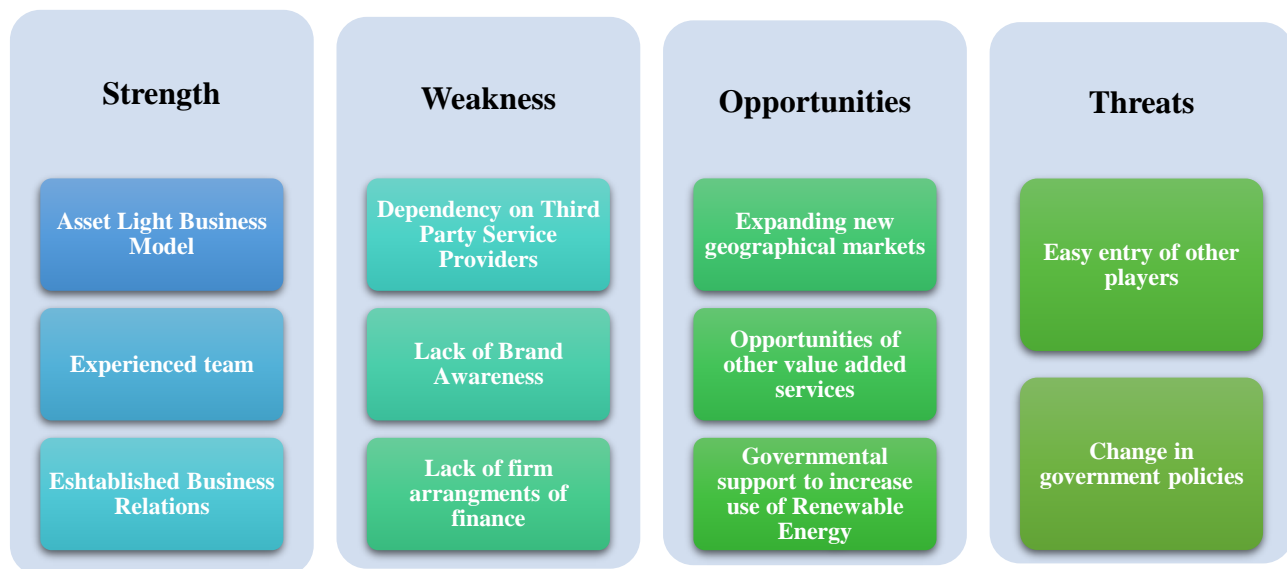 Strength
Asset Light Business
Model
Experienced team
Eshtablished Business
Relations
Weakness
Dependency on Third
Party Service
Providers
Lack of Brand
Awareness
Lack of firm
arrangments of
finance
Opportunities
Expanding new
geographical markets
Opportunities of
other value added
services
Governmental
support to increase
use of Renewable
Energy
Threats
Easy entry of other
players
Change in
government policies